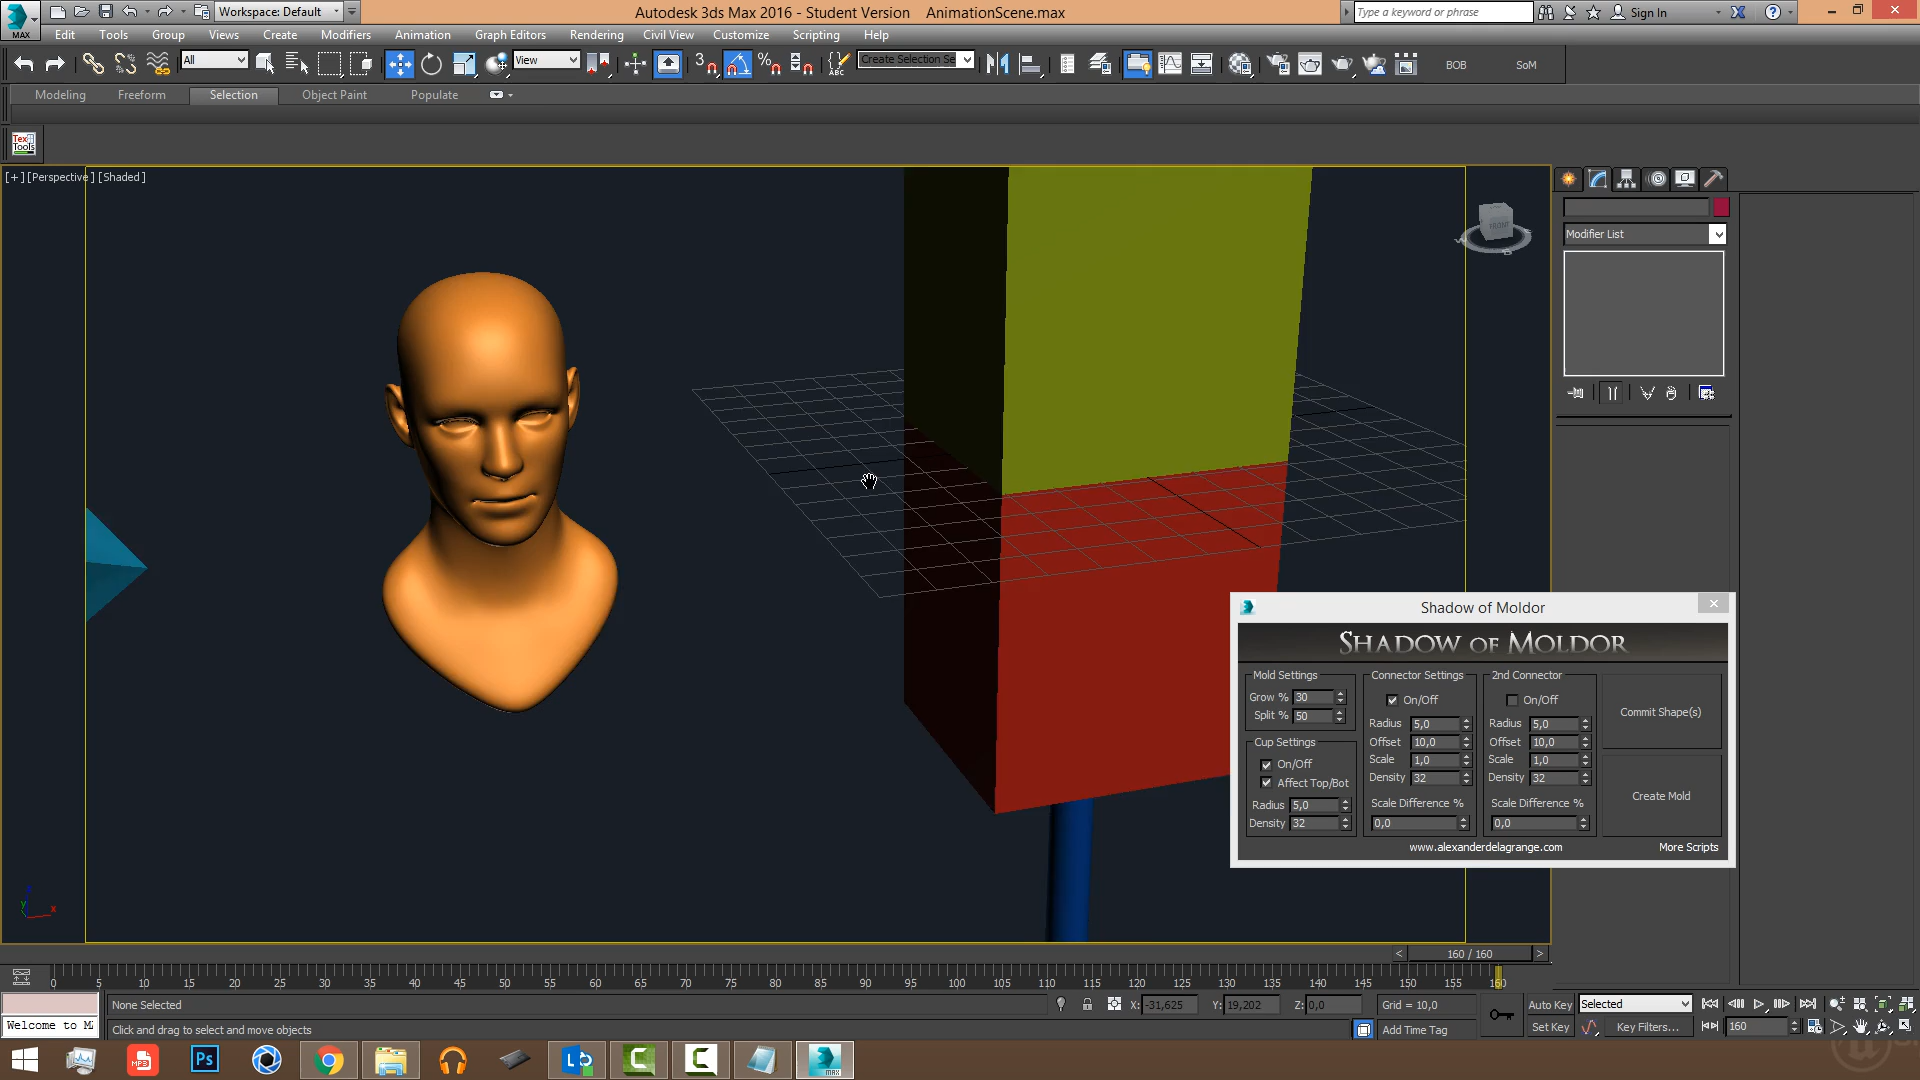 MAX
Workspace: Default
Autodesk 3ds Max 2016 - Student Version    AnimationScene.max
Type a keyword or phrase
Sign In
Edit Tools Group Views Create Modifiers Animation Graph Editors Rendering Civil View Customize Scripting Help
All
View
3
%
ABC
Create Selection Se
BOB
SoM
Modeling Freeform Selection Object Paint Populate
Tex
Tools
[+] [Perspective] [Shaded]
FRONT
Modifier List
Shadow of Moldor
SHADOW OF MOLDOR
Mold Settings
Grow % 30
Split % 50
Cup Settings
On/Off
Affect Top/Bot
Radius 5,0
Density 32
Connector Settings
On/Off
Radius 5,0
Offset 10,0
Scale 1,0
Density 32
Scale Difference %
0,0
2nd Connector
On/Off
Radius 5,0
Offset 10,0
Scale 1,0
Density 32
Scale Difference %
0,0
Commit Shape(s)
Create Mold
www.alexanderdelagrange.com
More Scripts
y x
< 160 / 160 >
0 5 10 15 20 25 30 35 40 45 50 55 60 65 70 75 80 85 90 95 100 105 110 115 120 125 130 135 140 145 150 155 160
None Selected
X: -31,625 Y: 19,202 Z: 0,0
Grid = 10,0
Auto Key
Selected
Welcome to M
Click and drag to select and move objects
Add Time Tag
Set Key
Key Filters...
160
MP3
Ps
MAX